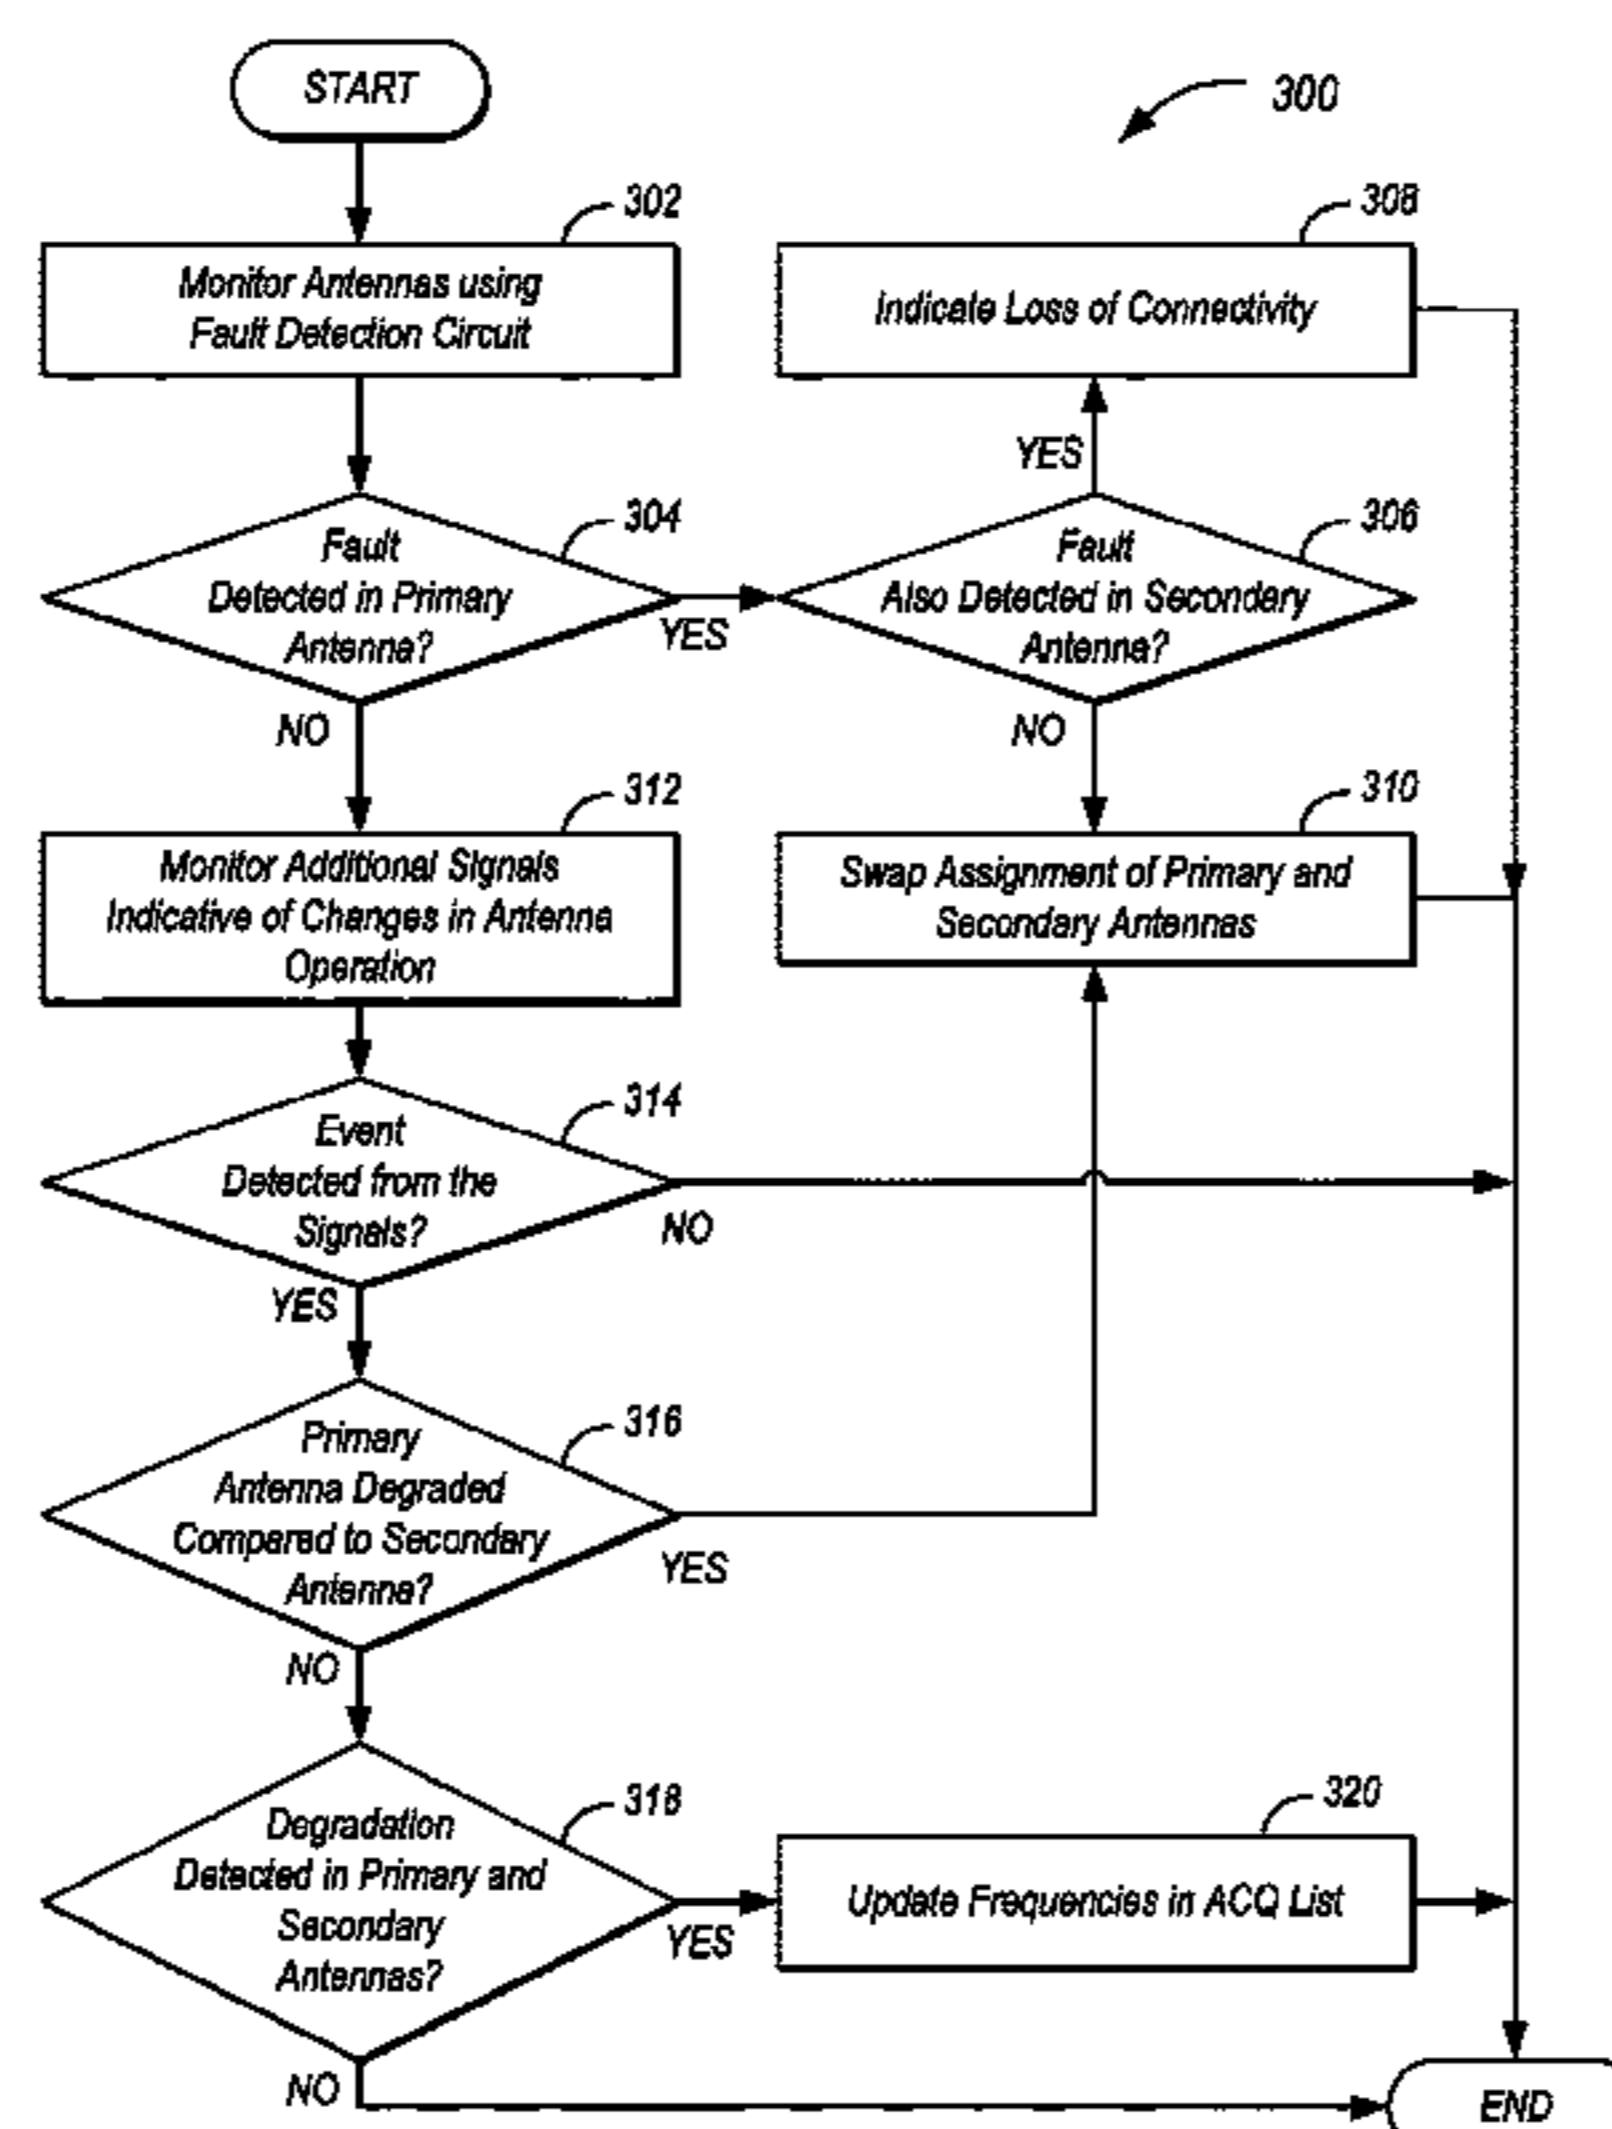 START
300
302
Monitor Antennas using
Fault Detection Circuit
308
Indicate Loss of Connectivity
YES
304
Fault
Detected in Primary
Antenna?
YES
306
Fault
Also Detected in Secondary
Antenna?
NO
NO
312
Monitor Additional Signals
Indicative of Changes in Antenna
Operation
310
Swap Assignment of Primary and
Secondary Antennas
314
Event
Detected from the
Signals?
NO
YES
316
Primary
Antenna Degraded
Compared to Secondary
Antenna?
YES
NO
318
Degradation
Detected in Primary and
Secondary
Antennas?
YES
320
Update Frequencies in ACQ List
NO
END